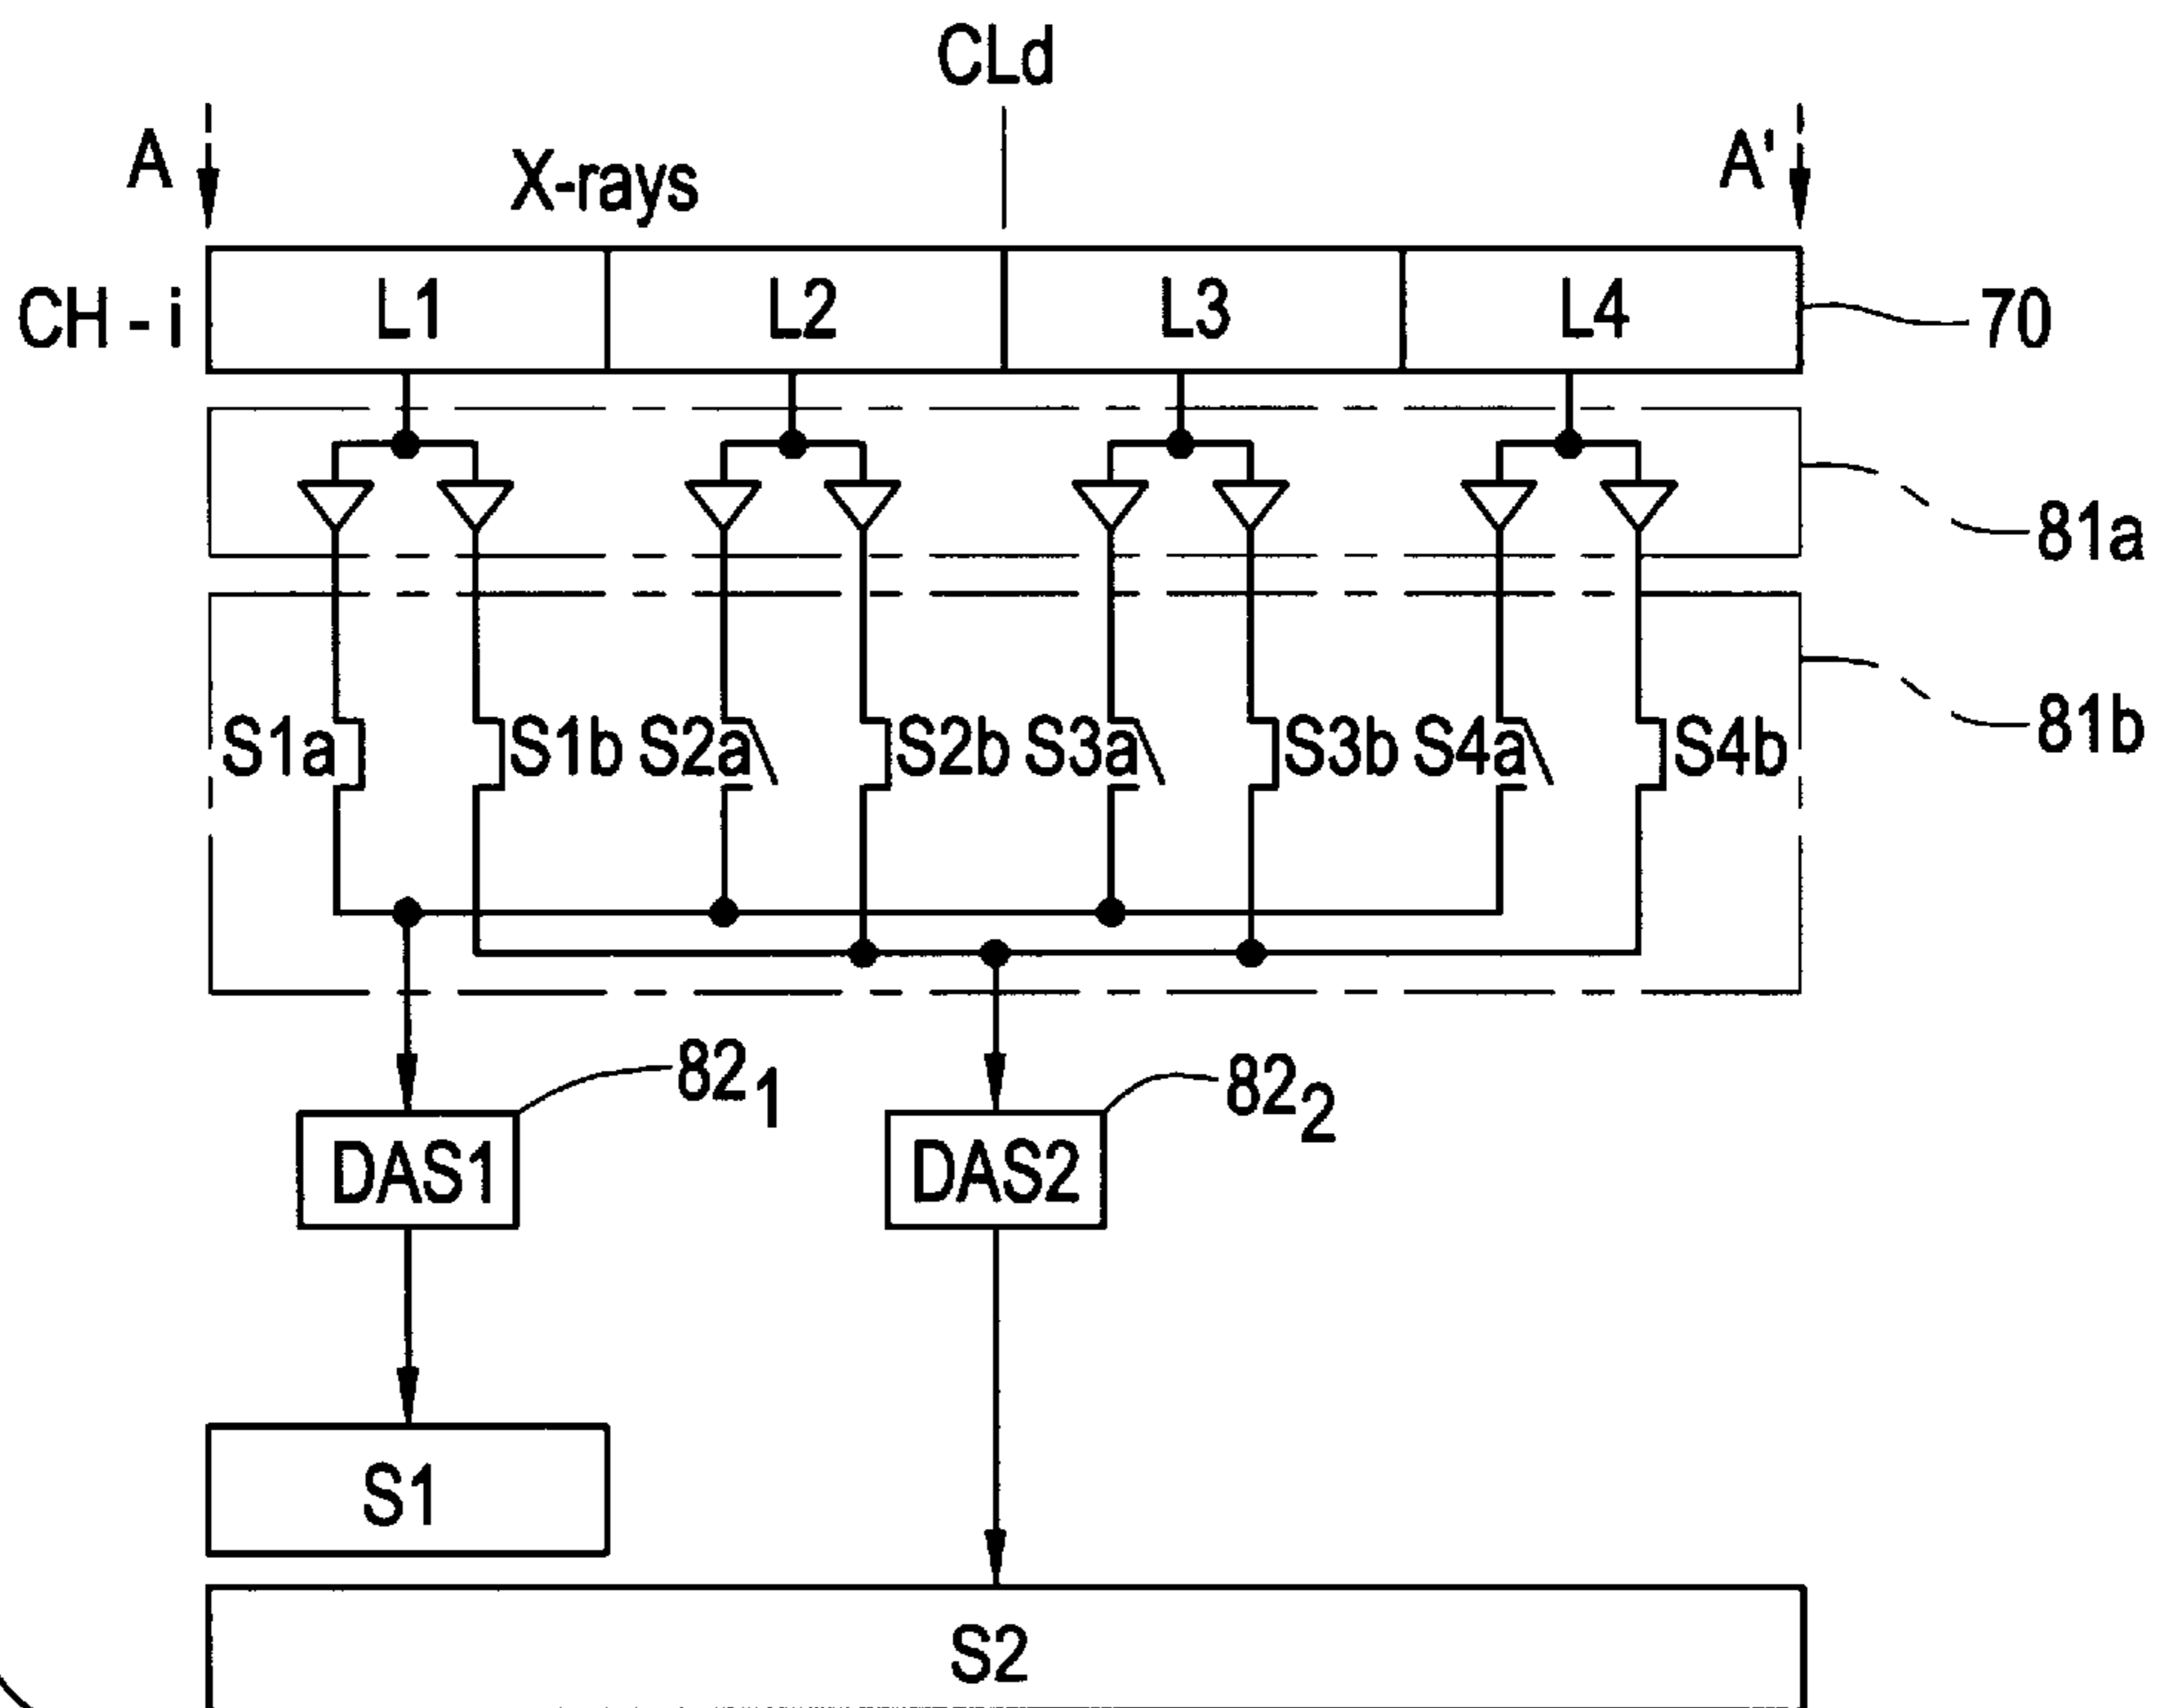 CLd
A X-rays A'
CH - i L1 L2 L3 L4 70
81a
S1a S1b S2a S2b S3a S3b S4a S4b 81b
82₁ 82₂
DAS1 DAS2
S1
S2